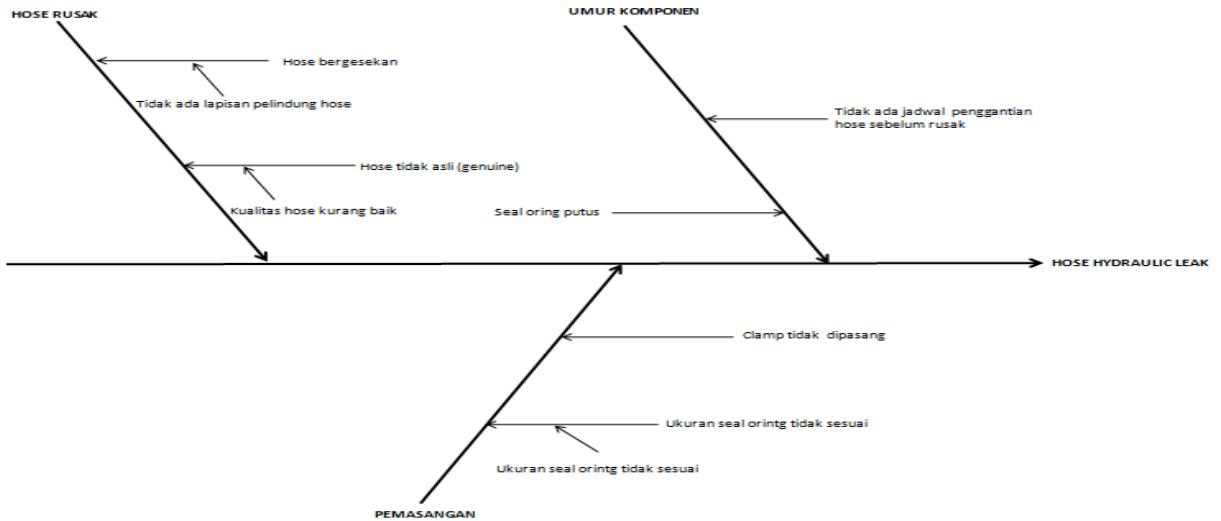 HOSE RUSAK
UMUR KOMPONEN
Hose bergesekan
Tidak ada lapisan pelindung hose
Tidak ada jadwal penggantian
hose sebelum rusak
Hose tidak asli (genuine)
Kualitas hose kurang baik
Seal oring putus
HOSE HYDRAULIC LEAK
Clamp tidak dipasang
Ukuran seal orintg tidak sesuai
Ukuran seal orintg tidak sesuai
PEMASANGAN